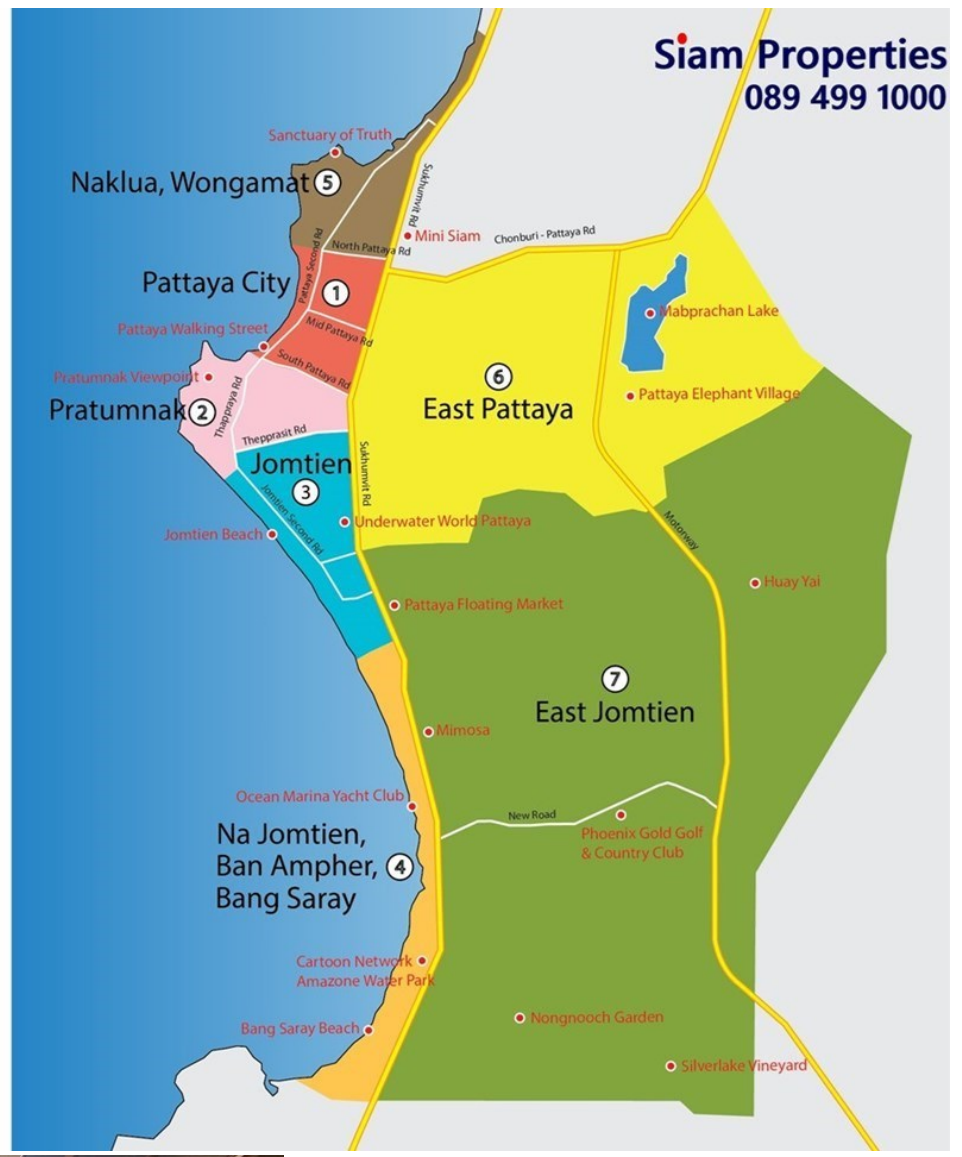 Siam Properties
089 499 1000
Sanctuary of Truth
Naklua, Wongamat 5
Sukhumvit Rd
Mini Siam
Chonburi - Pattaya Rd
North Pattaya Rd
Pattaya Second Rd
Pattaya City
1
Mabprachan Lake
Mid Pattaya Rd
Pattaya Walking Street
South Pattaya Rd
Pratumnak Viewpoint
Thappraya Rd
Pratumnak 2
6
East Pattaya
Pattaya Elephant Village
Thepprasit Rd
Jomtien
3
Sukhumvit Rd
Jomtien Second Rd
Underwater World Pattaya
Jomtien Beach
Motorway
Huay Yai
Pattaya Floating Market
7
East Jomtien
Mimosa
Ocean Marina Yacht Club
New Road
Phoenix Gold Golf
& Country Club
Na Jomtien,
Ban Ampher,
Bang Saray
4
Cartoon Network
Amazone Water Park
Bang Saray Beach
Nongnooch Garden
Silverlake Vineyard